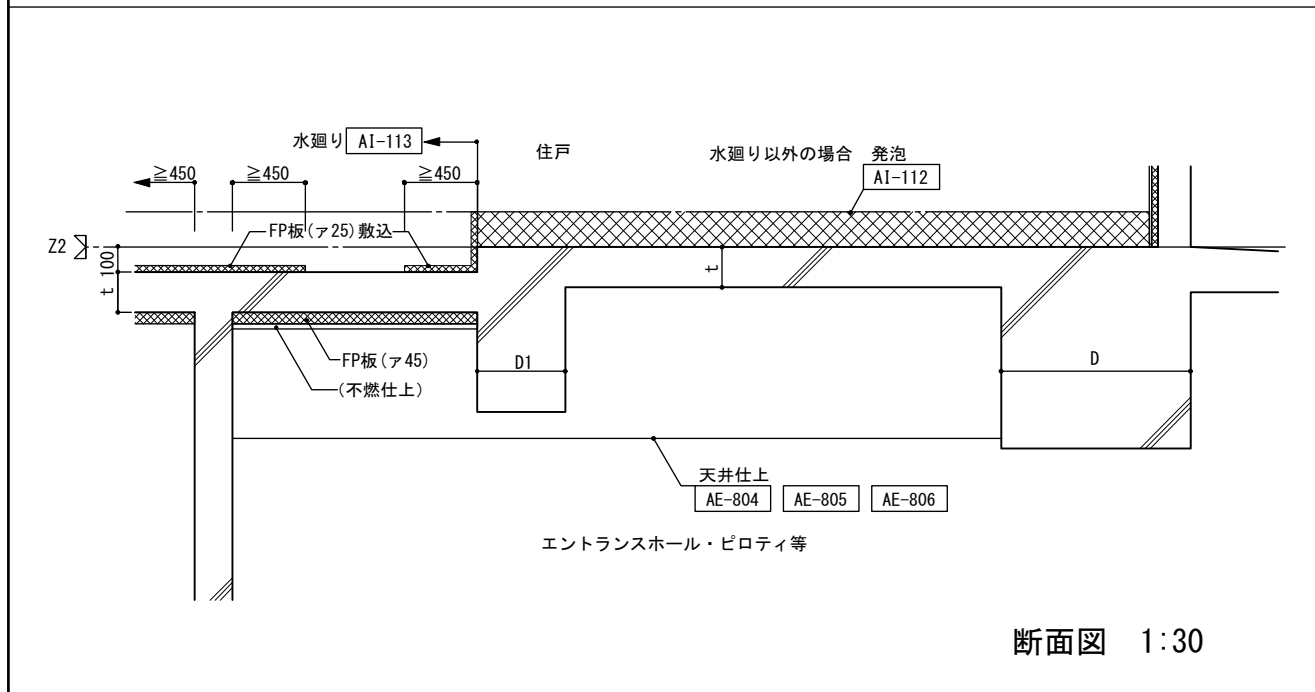 水廻り AI-113
住戸
水廻り以外の場合 発泡
AI-112
≧450
≧450
≧450
FP板(ァ25)敷込
Z2
100
t
t
FP板(ァ45)
(不燃仕上)
D1
D
天井仕上
AE-804 AE-805 AE-806
エントランスホール・ピロティ等
断面図 1:30